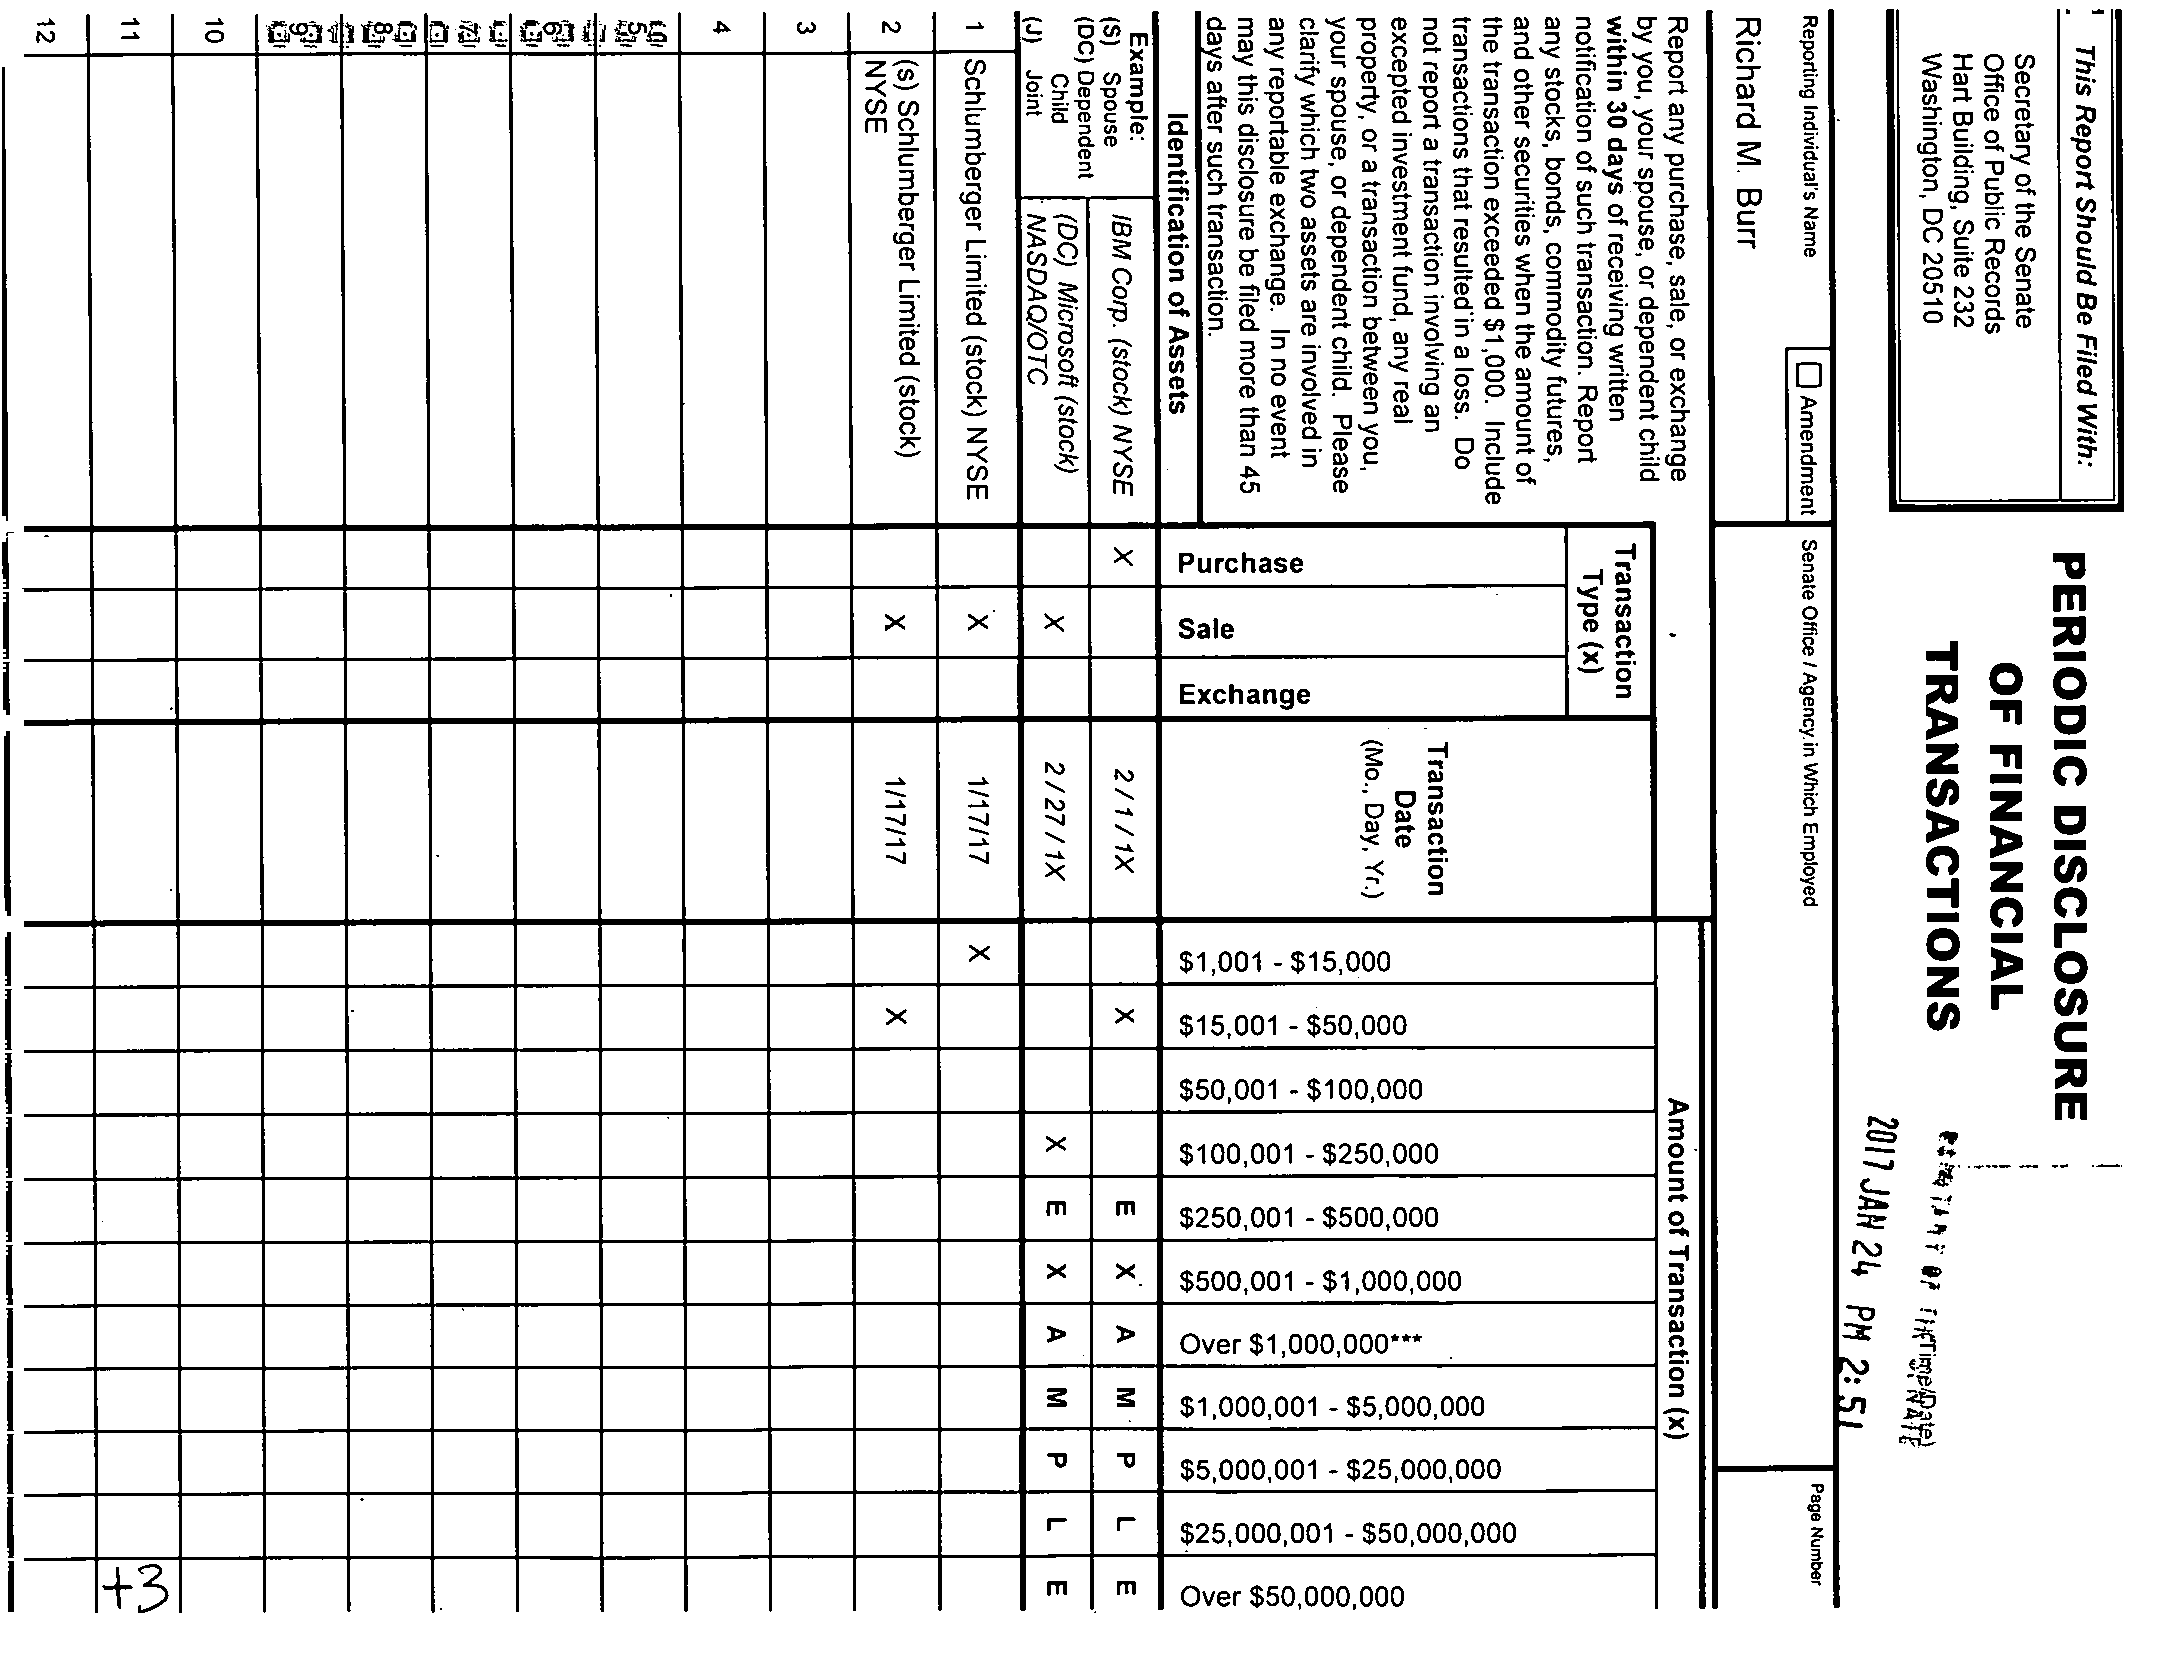 This Report Should Be Filed With:
Secretary of the Senate
Office of Public Records
Hart Building, Suite 232
Washington, DC 20510
PERIODIC DISCLOSURE
OF FINANCIAL
TRANSACTIONS
(Time/Date)
2017 JAN 24 PM 2:51
Reporting Individual's Name
Amendment
Senate Office / Agency in Which Employed
Page Number
Richard M. Burr
Report any purchase, sale, or exchange
by you, your spouse, or dependent child
within 30 days of receiving written
notification of such transaction. Report
any stocks, bonds, commodity futures,
and other securities when the amount of
the transaction exceeded $1,000. Include
transactions that resulted in a loss. Do
not report a transaction involving an
excepted investment fund, any real
property, or a transaction between you,
your spouse, or dependent child. Please
clarify which two assets are involved in
any reportable exchange. In no event
may this disclosure be filed more than 45
days after such transaction.
Identification of Assets
Transaction
Type (x)
Purchase
Sale
Exchange
Transaction
Date
(Mo., Day, Yr.)
Amount of Transaction (x)
$1,001 - $15,000
$15,001 - $50,000
$50,001 - $100,000
$100,001 - $250,000
$250,001 - $500,000
$500,001 - $1,000,000
Over $1,000,000***
$1,000,001 - $5,000,000
$5,000,001 - $25,000,000
$25,000,001 - $50,000,000
Over $50,000,000
Example:
(S) Spouse
(DC) Dependent
Child
(J) Joint
IBM Corp. (stock) NYSE X 2 / 1 / 1X X E X A M P L E
(DC) Microsoft (stock)
NASDAQ/OTC X 2 / 27 / 1X X E X A M P L E
1 Schlumberger Limited (stock) NYSE X 1/17/17 X
2 (s) Schlumberger Limited (stock)
NYSE X 1/17/17 X
3
4
5
6
7
8
9
10
11
12
+3